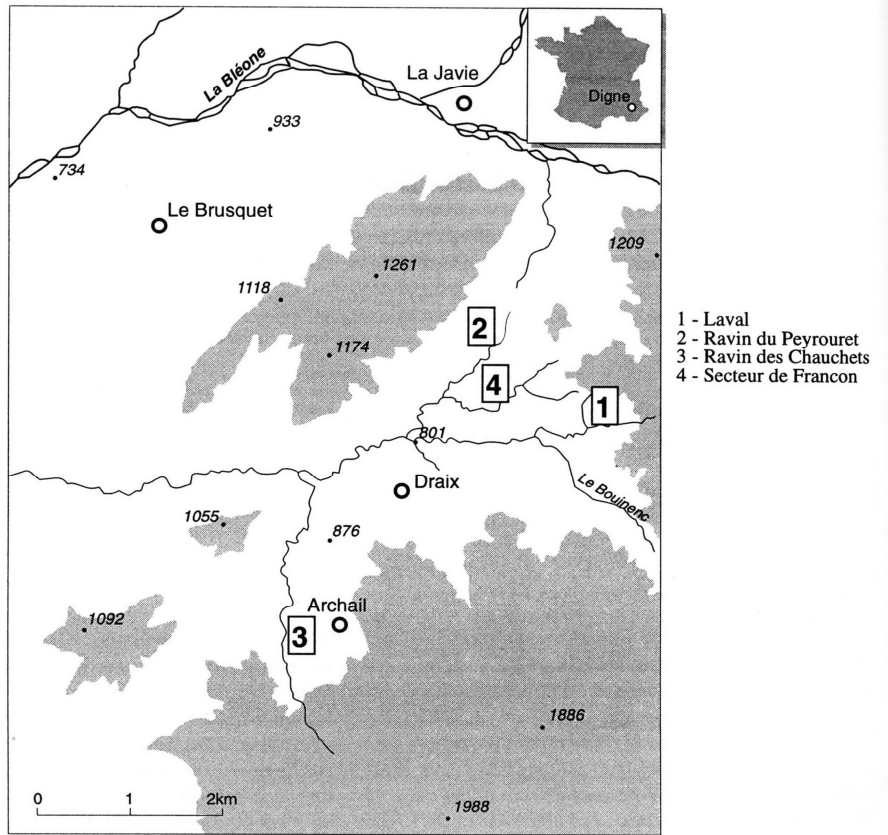 La Bléone
La Javie
Digne
933
734
Le Brusquet
1209
1261
1118
1174
2
4
1
801
Draix
Le Bouinenc
1055
876
Archail
1092
3
1886
1988
0 1 2km
1 - Laval
2 - Ravin du Peyrouret
3 - Ravin des Chauchets
4 - Secteur de Francon